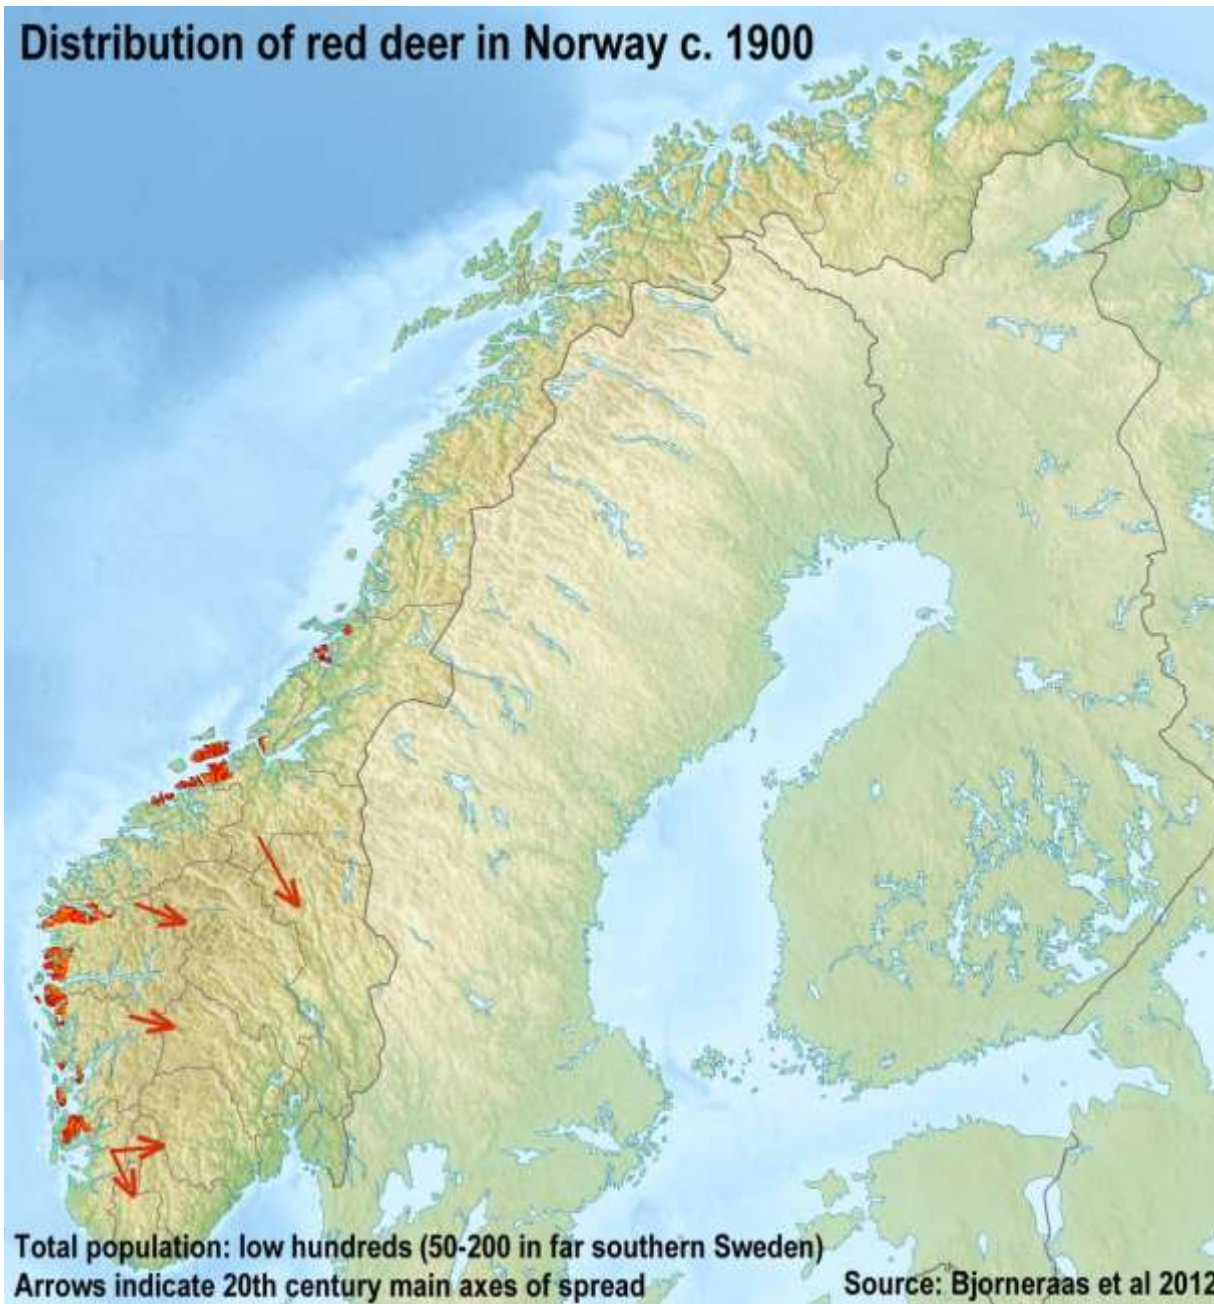 Distribution of red deer in Norway c. 1900
Total population: low hundreds (50-200 in far southern Sweden)
Arrows indicate 20th century main axes of spread
Source: Bjorneraas et al 2012